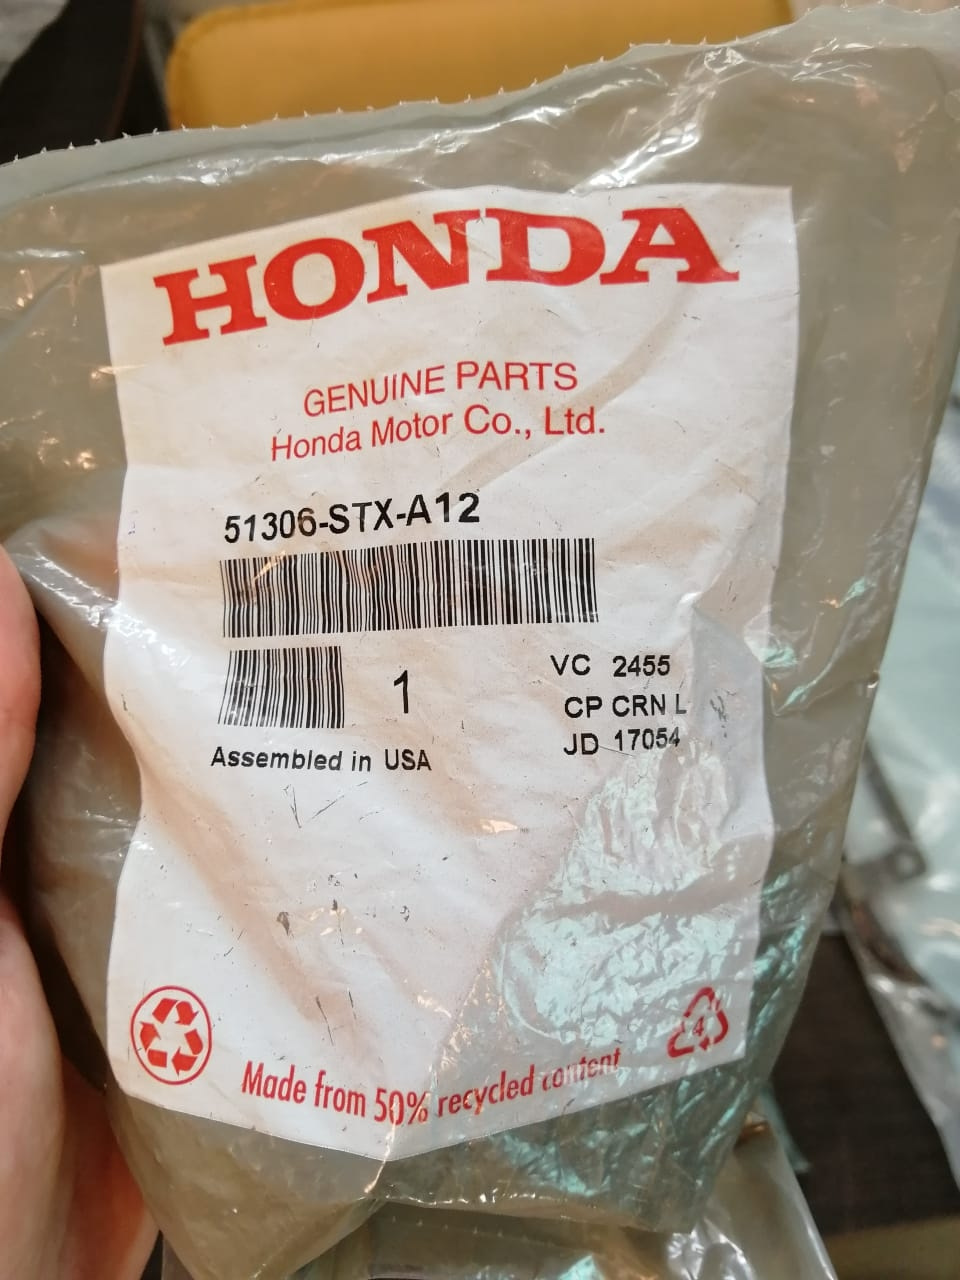 HONDA
GENUINE PARTS
Honda Motor Co., Ltd.
51306-STX-A12
1
VC 2455
CP CRN L
JD 17054
Assembled in USA
4
Made from 50% recycled content